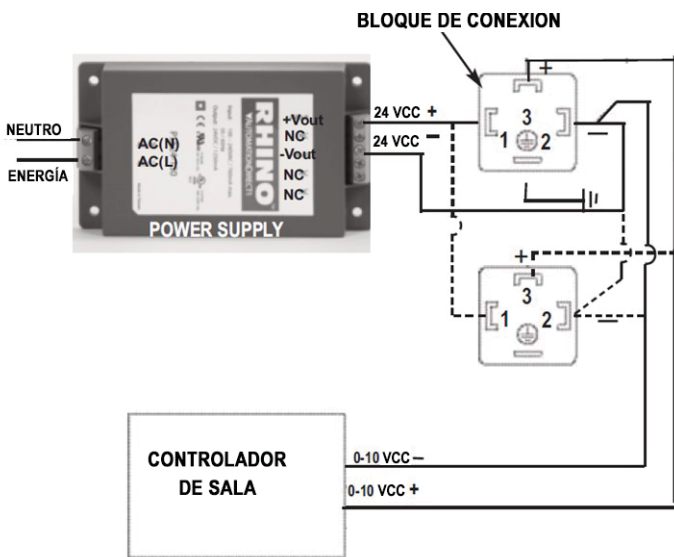 BLOQUE DE CONEXION
NEUTRO
ENERGÍA
AC(N)
AC(L)
RHINO
AUTOMATIONDIRECT
+Vout
NC
-Vout
NC
NC
POWER SUPPLY
24 VCC +
24 VCC –
+
3
1
2
–
+
3
1
2
–
CONTROLADOR
DE SALA
0-10 VCC –
0-10 VCC +